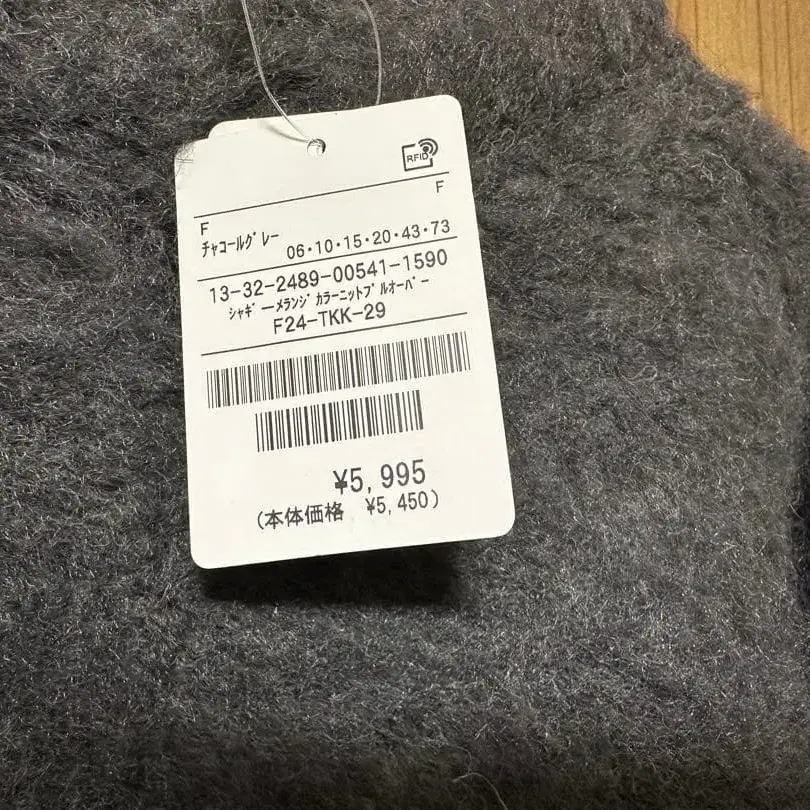 RFID
F
F
ﾁｬｺｰﾙｸﾞﾚｰ 06・10・15・20・43・73
13-32-2489-00541-1590
ｼｬｷﾞｰﾒﾗﾝｼﾞｶﾗｰﾆｯﾄﾌﾟﾙｵｰﾊﾞｰ
F24-TKK-29
¥5,995
(本体価格 ¥5,450)